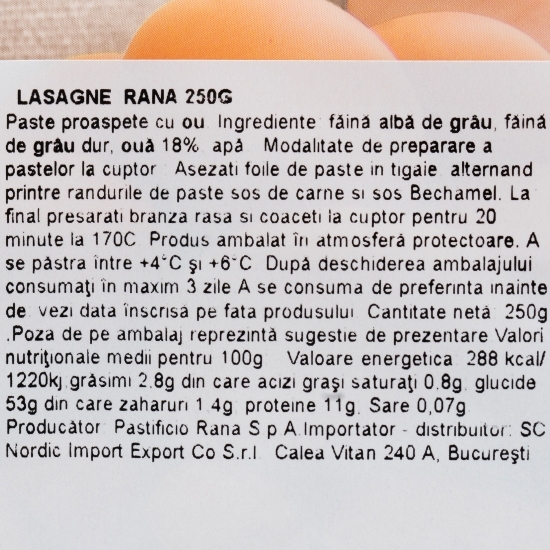 LASAGNE RANA 250G
Paste proaspete cu ou. Ingrediente: făină albă de grâu, făină
de grâu dur, ouă 18%, apă. Modalitate de preparare a
pastelor la cuptor: Asezati foile de paste in tigaie, alternand
printre randurile de paste sos de carne si sos Bechamel. La
final presarati branza rasa si coaceti la cuptor pentru 20
minute la 170C. Produs ambalat în atmosferă protectoare. A
se păstra între +4°C şi +6°C. După deschiderea ambalajului
consumaţi în maxim 3 zile A se consuma de preferinta inainte
de: vezi data înscrisă pe fata produsului. Cantitate netă: 250g
.Poza de pe ambalaj reprezintă sugestie de prezentare Valori
nutriţionale medii pentru 100g: Valoare energetica: 288 kcal/
1220kj;grăsimi 2.8g din care acizi graşi saturaţi 0.8g; glucide
53g din care zaharuri 1.4g; proteine 11g; Sare 0,07g.
Producător: Pastificio Rana S.p.A.Importator - distribuitor: SC
Nordic Import Export Co S.r.l. Calea Vitan 240 A, Bucureşti